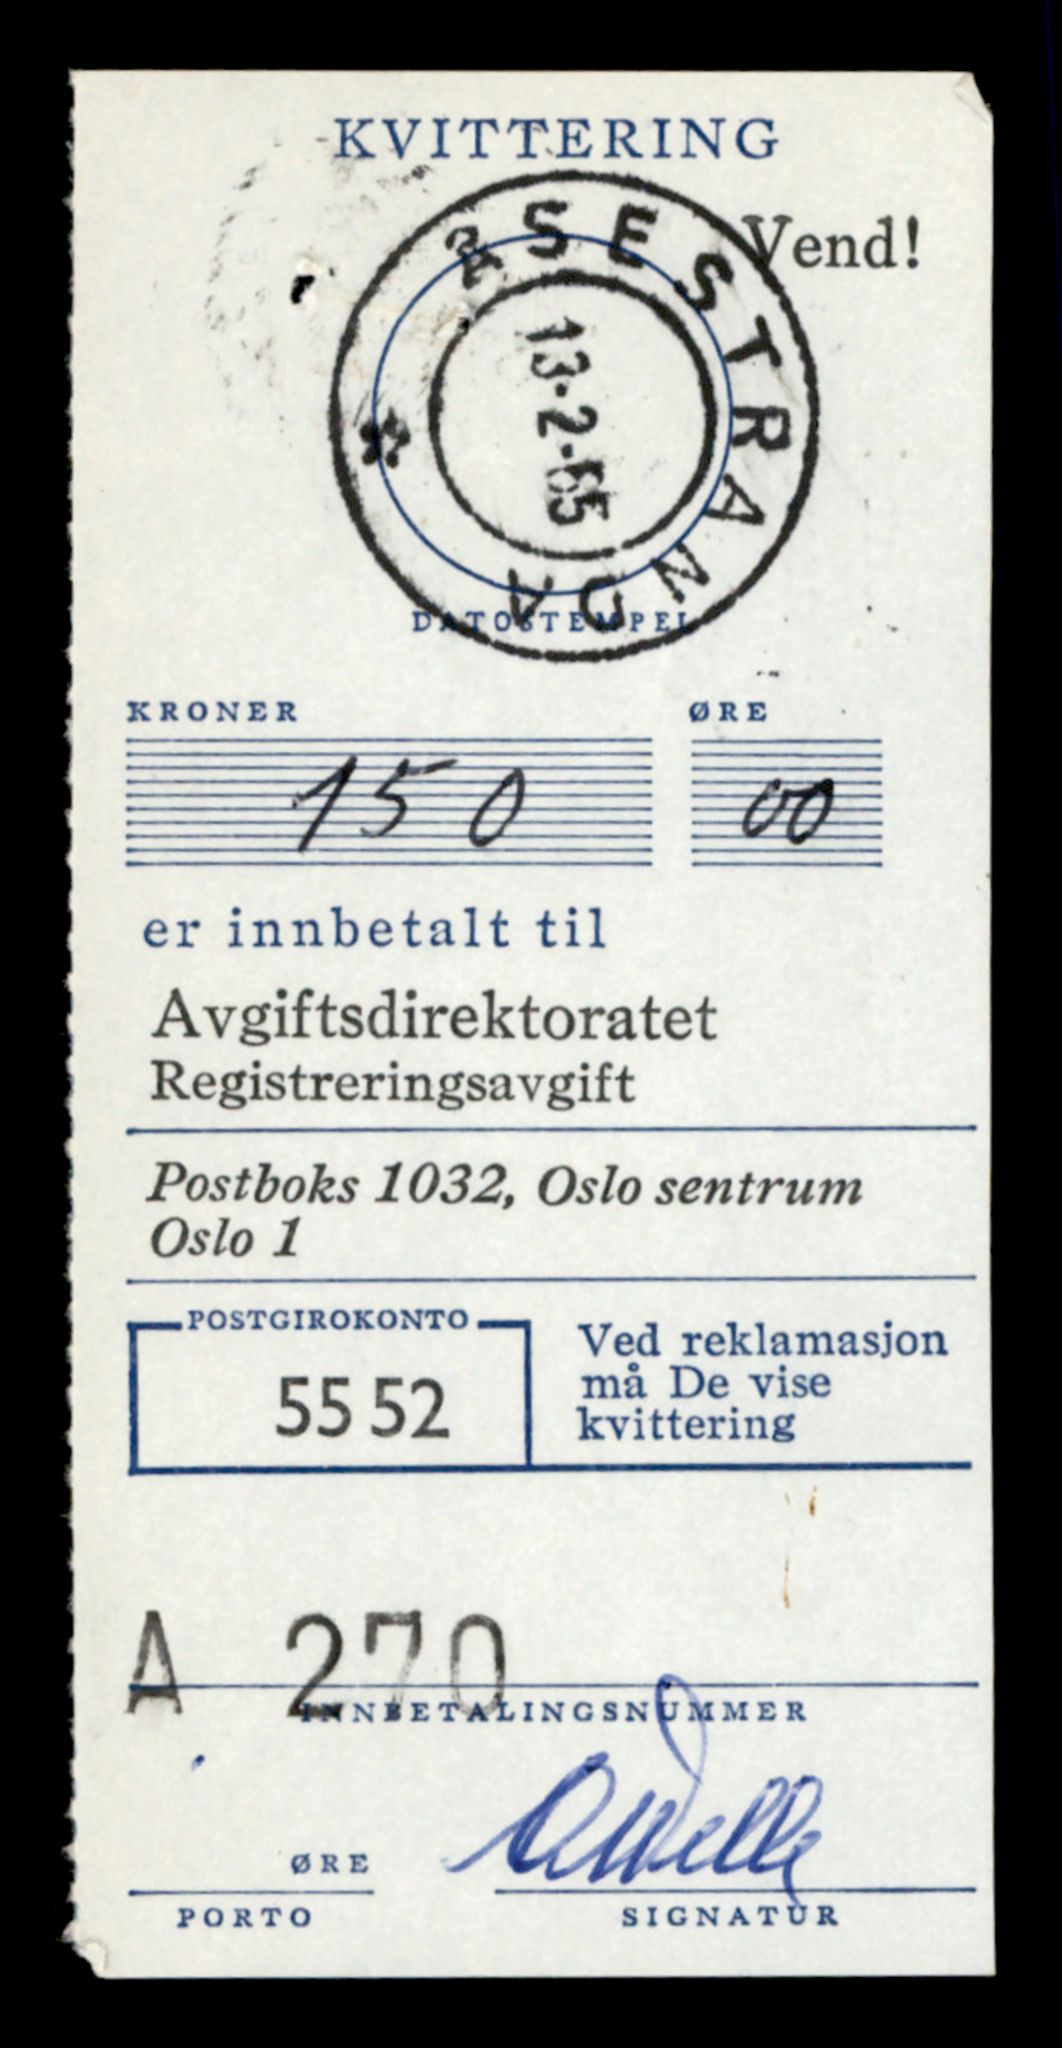 KVITTERING
Vend!
ÅSESTRANDA
13-2-65
DATOSTEMPEL
KRONER ØRE
150 00
er innbetalt til
Avgiftsdirektoratet
Registreringsavgift
Postboks 1032, Oslo sentrum
Oslo 1
POSTGIROKONTO
55 52
Ved reklamasjon
må De vise
kvittering
A 270
INNBETALINGSNUMMER
ØRE
PORTO
SIGNATUR